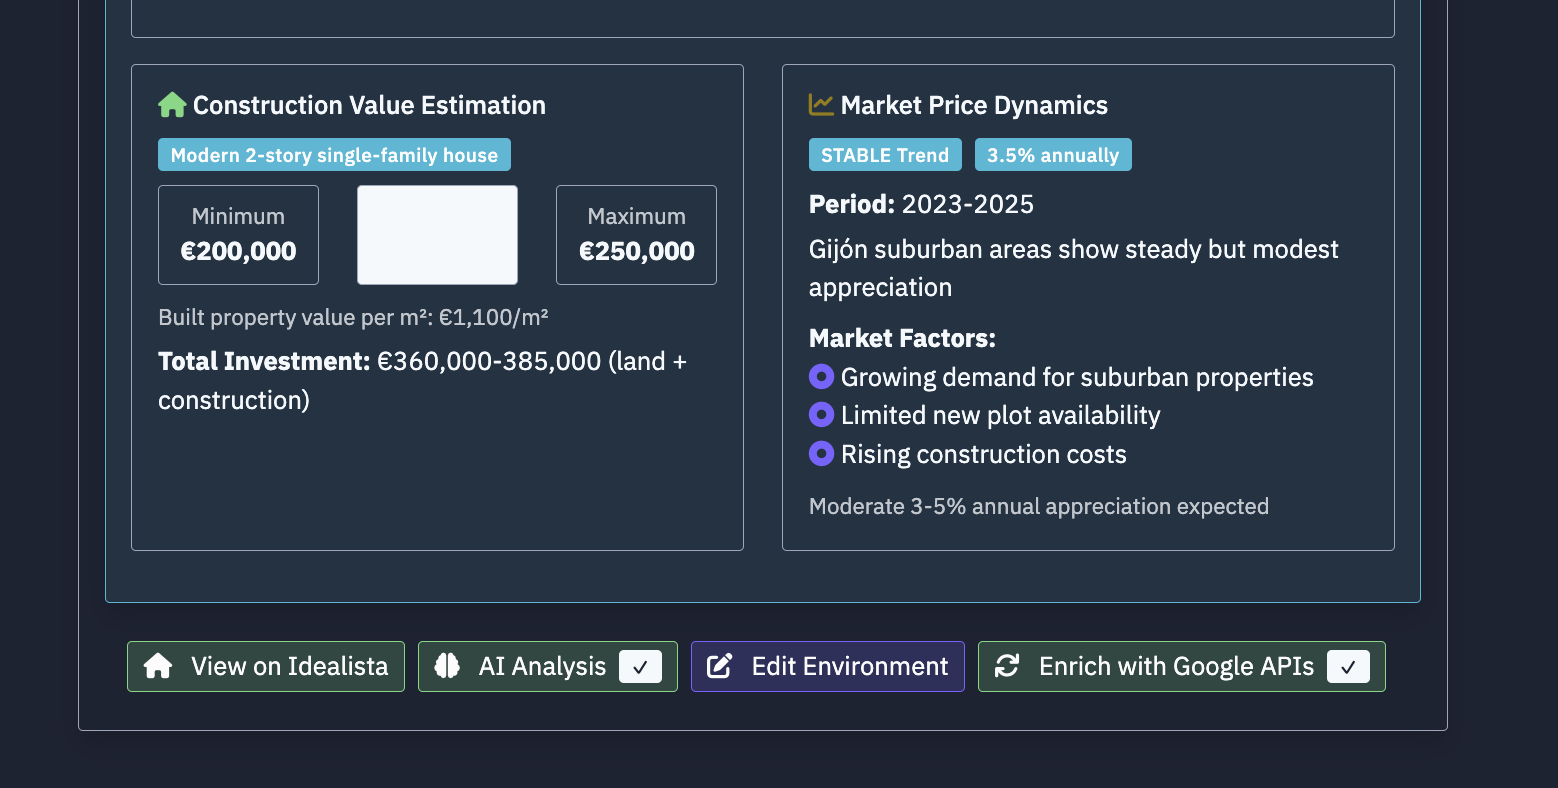 Construction Value Estimation
Modern 2-story single-family house
Minimum
€200,000
Maximum
€250,000
Built property value per m²: €1,100/m²
Total Investment: €360,000-385,000 (land +
construction)
Market Price Dynamics
STABLE Trend
3.5% annually
Period: 2023-2025
Gijón suburban areas show steady but modest
appreciation
Market Factors:
Growing demand for suburban properties
Limited new plot availability
Rising construction costs
Moderate 3-5% annual appreciation expected
View on Idealista
AI Analysis
Edit Environment
Enrich with Google APIs